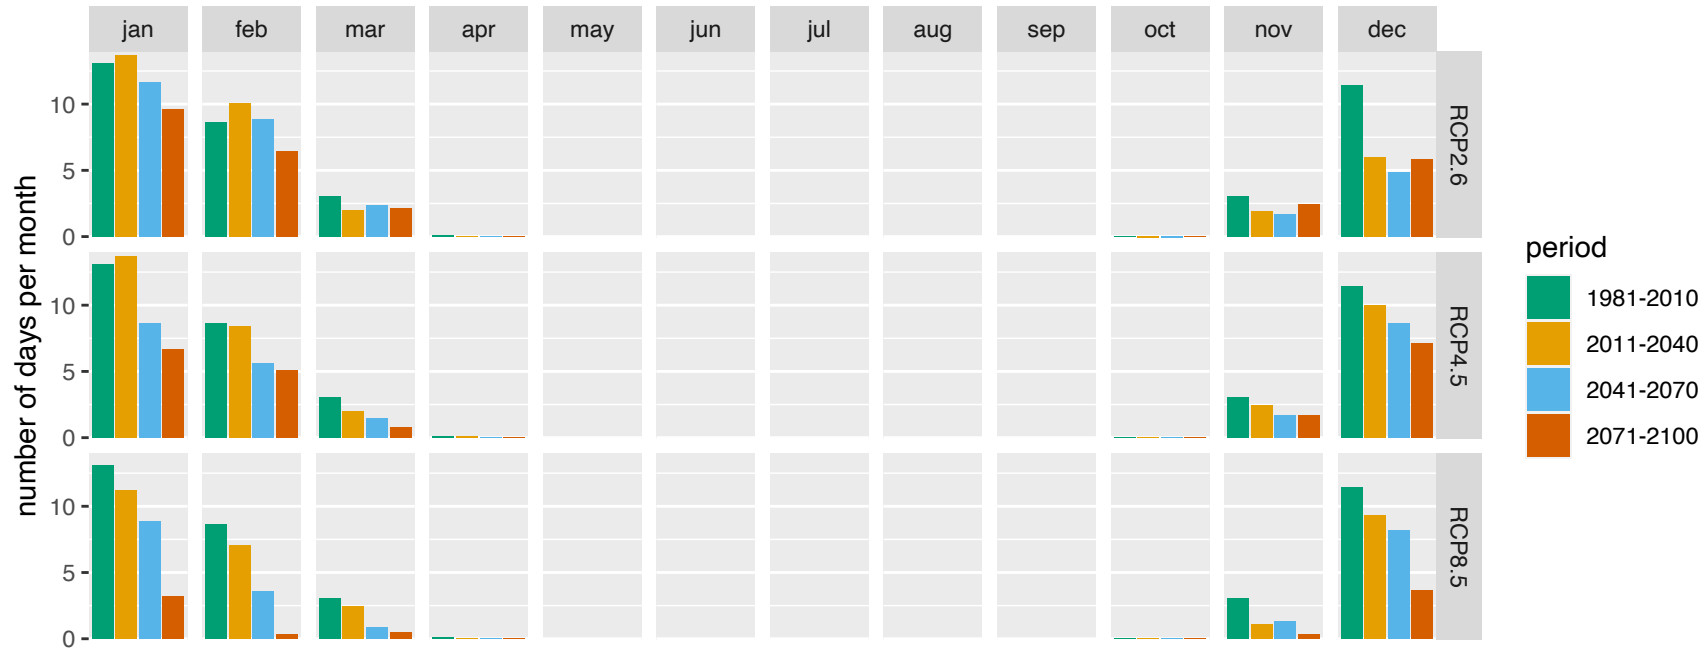 jan feb mar apr may jun jul aug sep oct nov dec
number of days per month
10
5
0
RCP2.6
10
5
0
RCP4.5
10
5
0
RCP8.5
period
1981-2010
2011-2040
2041-2070
2071-2100